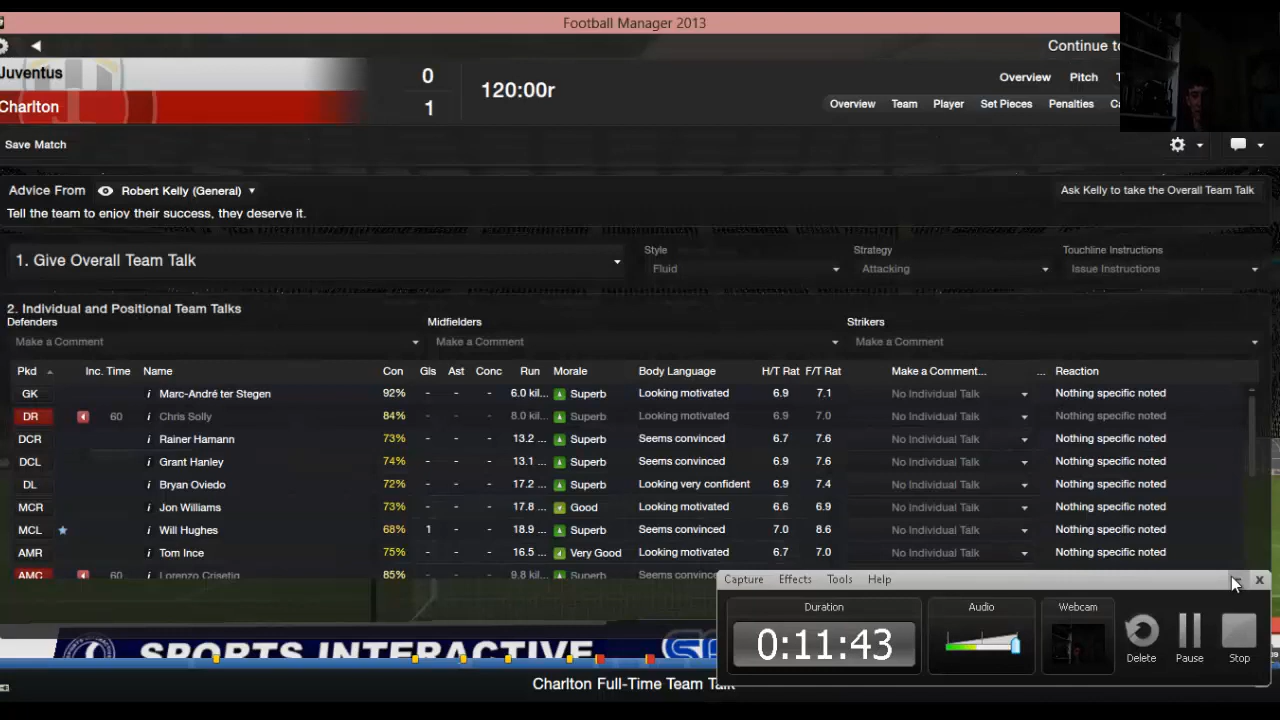 Football Manager 2013
Continue to
Juventus 0
Charlton 1
120:00r
Overview Pitch
Overview Team Player Set Pieces Penalties
Save Match
Advice From Robert Kelly (General)
Ask Kelly to take the Overall Team Talk
Tell the team to enjoy their success, they deserve it.
1. Give Overall Team Talk
Style Strategy Touchline Instructions
Fluid Attacking Issue Instructions
2. Individual and Positional Team Talks
Defenders Midfielders Strikers
Make a Comment Make a Comment Make a Comment
Pkd Inc. Time Name Con Gls Ast Conc Run Morale Body Language H/T Rat F/T Rat Make a Comment... ... Reaction
GK i Marc-André ter Stegen 92% - - - 6.0 kil... Superb Looking motivated 6.9 7.1 No Individual Talk Nothing specific noted
DR 60 i Chris Solly 84% - - - 8.0 kil... Superb Looking motivated 6.9 7.0 No Individual Talk Nothing specific noted
DCR i Rainer Hamann 73% - - - 13.2 ... Superb Seems convinced 6.7 7.6 No Individual Talk Nothing specific noted
DCL i Grant Hanley 74% - - - 13.1 ... Superb Seems convinced 6.9 7.6 No Individual Talk Nothing specific noted
DL i Bryan Oviedo 72% - - - 17.2 ... Superb Looking very confident 6.9 7.4 No Individual Talk Nothing specific noted
MCR i Jon Williams 73% - - - 17.8 ... Good Looking motivated 6.6 6.9 No Individual Talk Nothing specific noted
MCL i Will Hughes 68% 1 - - 18.9 ... Superb Seems convinced 7.0 8.6 No Individual Talk Nothing specific noted
AMR i Tom Ince 75% - - - 16.5 ... Very Good Looking motivated 6.7 7.0 No Individual Talk Nothing specific noted
AMC 60 i Lorenzo Crisetig 85% - - - 9.8 kil... Superb Seems
Capture Effects Tools Help
Duration Audio Webcam
0:11:43
Delete Pause Stop
SPORTS INTERACTIVE
Charlton Full-Time Team Talk